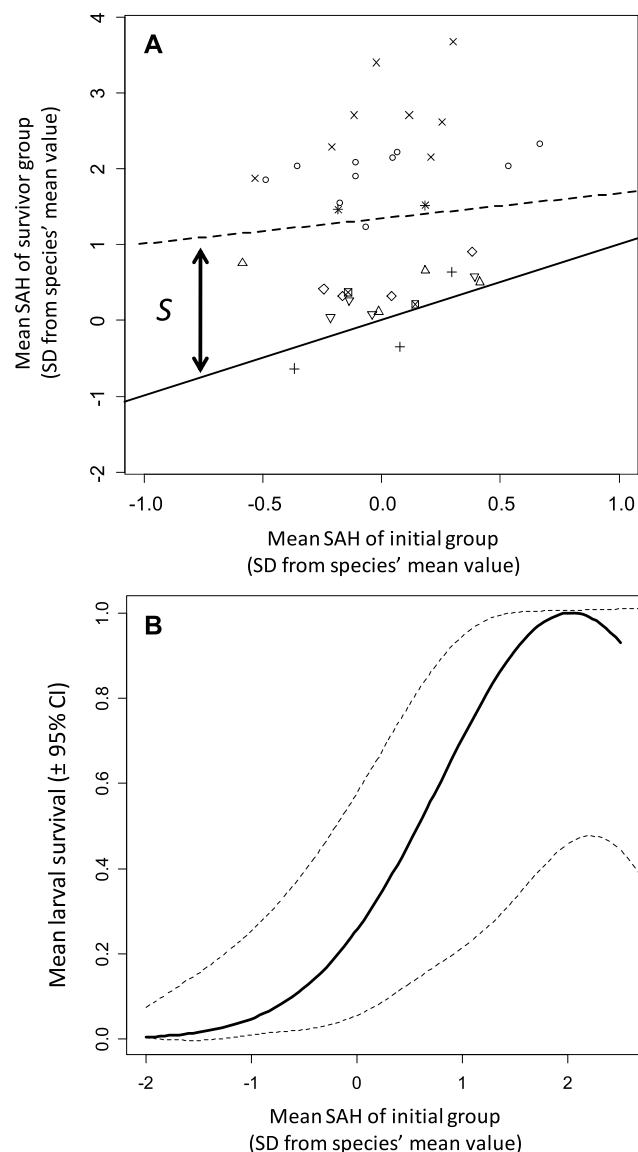 A
Mean SAH of survivor group
(SD from species’ mean value)
4
3
2
1
0
-1
-2
S
-1.0 -0.5 0.0 0.5 1.0
Mean SAH of initial group
(SD from species’ mean value)
B
Mean larval survival (± 95% CI)
1.0
0.8
0.6
0.4
0.2
0.0
-2 -1 0 1 2
Mean SAH of initial group
(SD from species’ mean value)